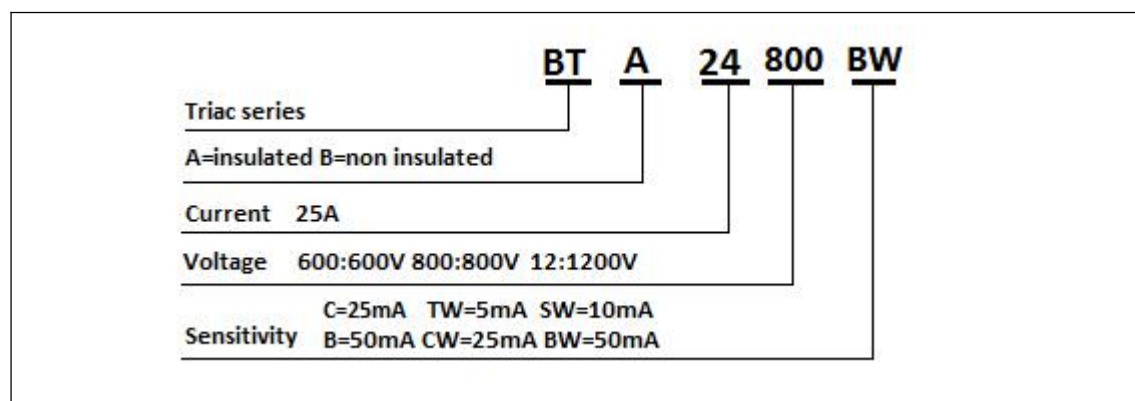 BT A 24 800 BW
Triac series
A=insulated B=non insulated
Current 25A
Voltage 600:600V 800:800V 12:1200V
C=25mA TW=5mA SW=10mA
Sensitivity B=50mA CW=25mA BW=50mA